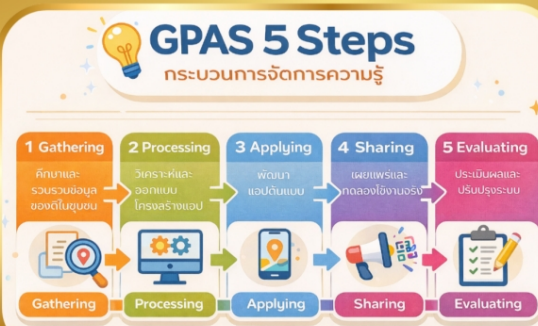 GPAS 5 Steps
กระบวนการจัดการความรู้
1 Gathering
ศึกษาและ
รวบรวมข้อมูล
ของดีในชุมชน
2 Processing
วิเคราะห์และ
ออกแบบ
โครงสร้างแอป
3 Applying
พัฒนา
แอปต้นแบบ
4 Sharing
เผยแพร่และ
ทดลองใช้งานจริง
5 Evaluating
ประเมินผลและ
ปรับปรุงระบบ
Gathering
Processing
Applying
Sharing
Evaluating